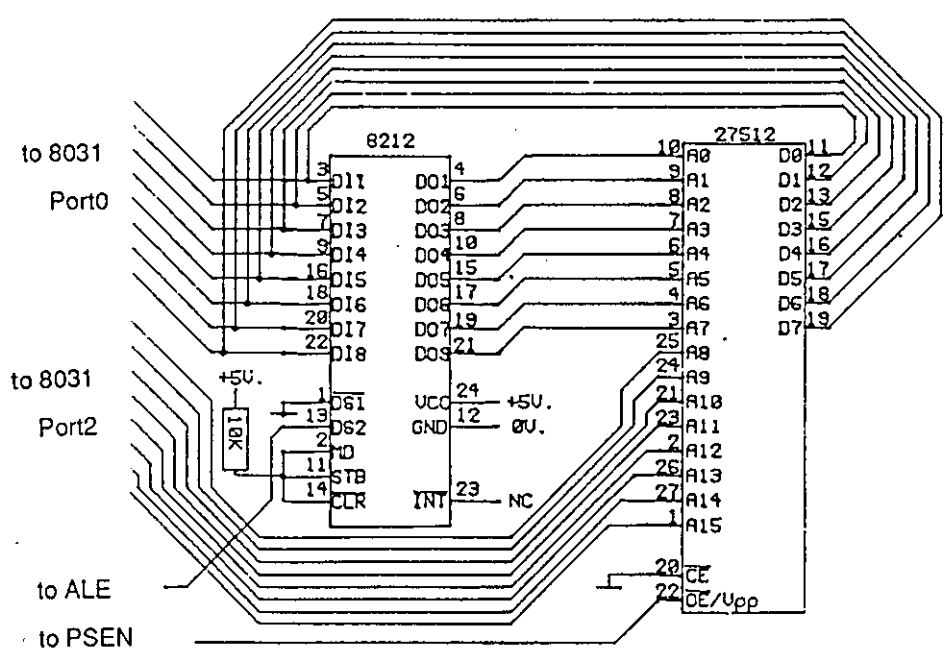 to 8031
Port0
to 8031
Port2
+5V.
10K
to ALE
to PSEN
8212
3 DI1 DO1 4
5 DI2 DO2 6
7 DI3 DO3 8
9 DI4 DO4 10
16 DI5 DO5 15
18 DI6 DO6 17
20 DI7 DO7 19
22 DI8 DO9 21
1 DS1 VCC 24 +5V.
13 DS2 GND 12 0V.
2 MD
11 STB
14 CLR INT 23 NC
27512
10 A0 D0 11
9 A1 D1 12
8 A2 D2 13
7 A3 D3 15
6 A4 D4 16
5 A5 D5 17
4 A6 D6 18
3 A7 D7 19
25 A8
24 A9
21 A10
23 A11
2 A12
26 A13
27 A14
1 A15
20 CE
22 OE/Vpp